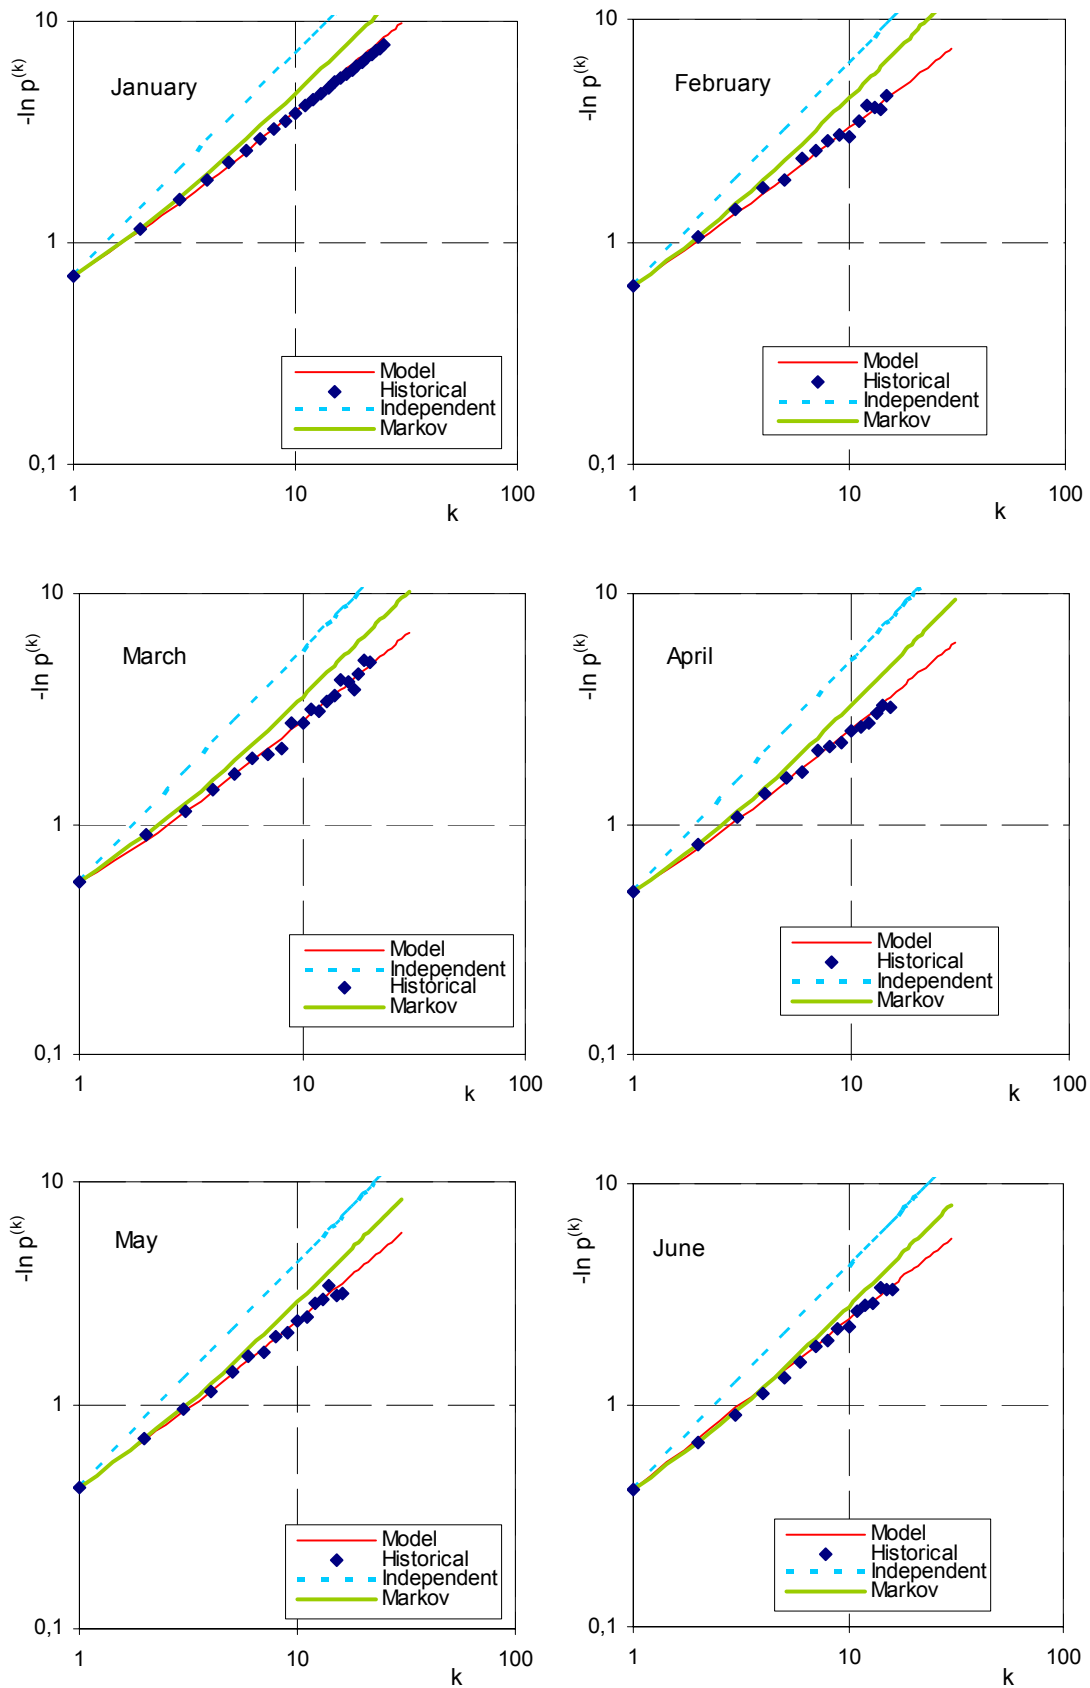 10
January
-ln p(k)
1
Model
Historical
Independent
Markov
0,1
1
10
100
k
10
February
-ln p(k)
1
Model
Historical
Independent
Markov
0,1
1
10
100
k
10
March
-ln p(k)
1
Model
Independent
Historical
Markov
0,1
1
10
100
k
10
April
-ln p(k)
1
Model
Historical
Independent
Markov
0,1
1
10
100
k
10
May
-ln p(k)
1
Model
Historical
Independent
Markov
0,1
1
10
100
k
10
June
-ln p(k)
1
Model
Historical
Independent
Markov
0,1
1
10
100
k